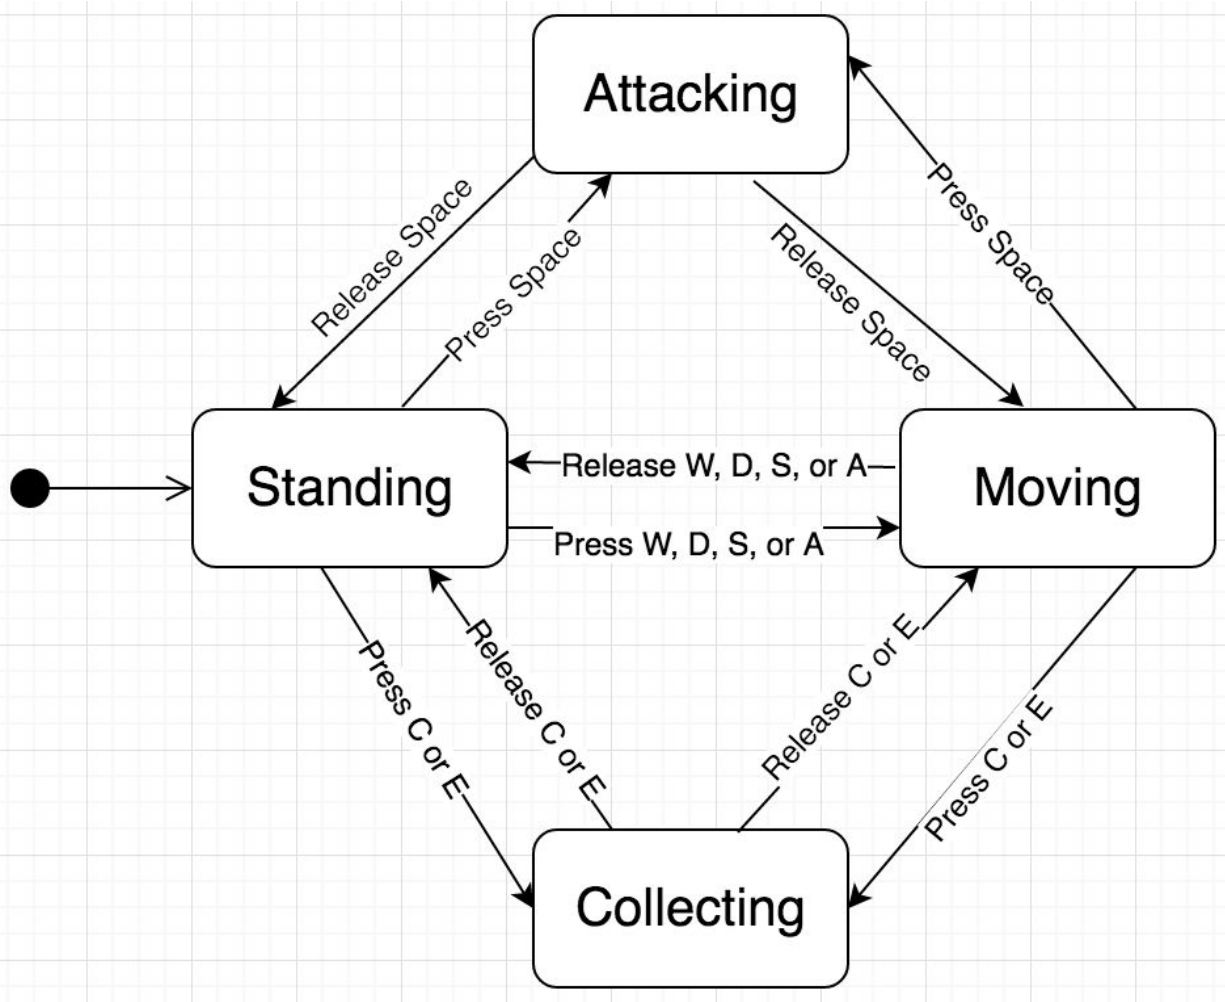 Attacking
Release Space
Press Space
Release Space
Press Space
Standing
Release W, D, S, or A
Press W, D, S, or A
Moving
Press C or E
Release C or E
Release C or E
Press C or E
Collecting